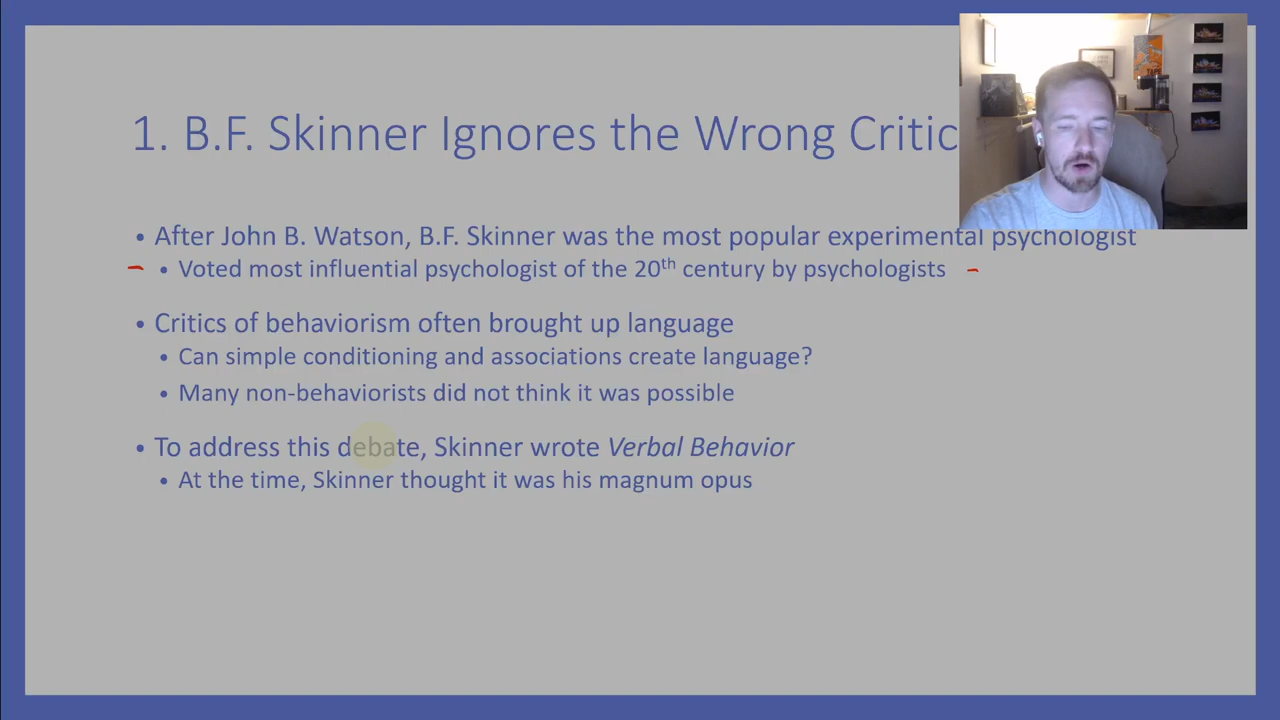 1. B.F. Skinner Ignores the Wrong Critic
• After John B. Watson, B.F. Skinner was the most popular experimental psychologist
• Voted most influential psychologist of the 20th century by psychologists
• Critics of behaviorism often brought up language
• Can simple conditioning and associations create language?
• Many non-behaviorists did not think it was possible
• To address this debate, Skinner wrote Verbal Behavior
• At the time, Skinner thought it was his magnum opus